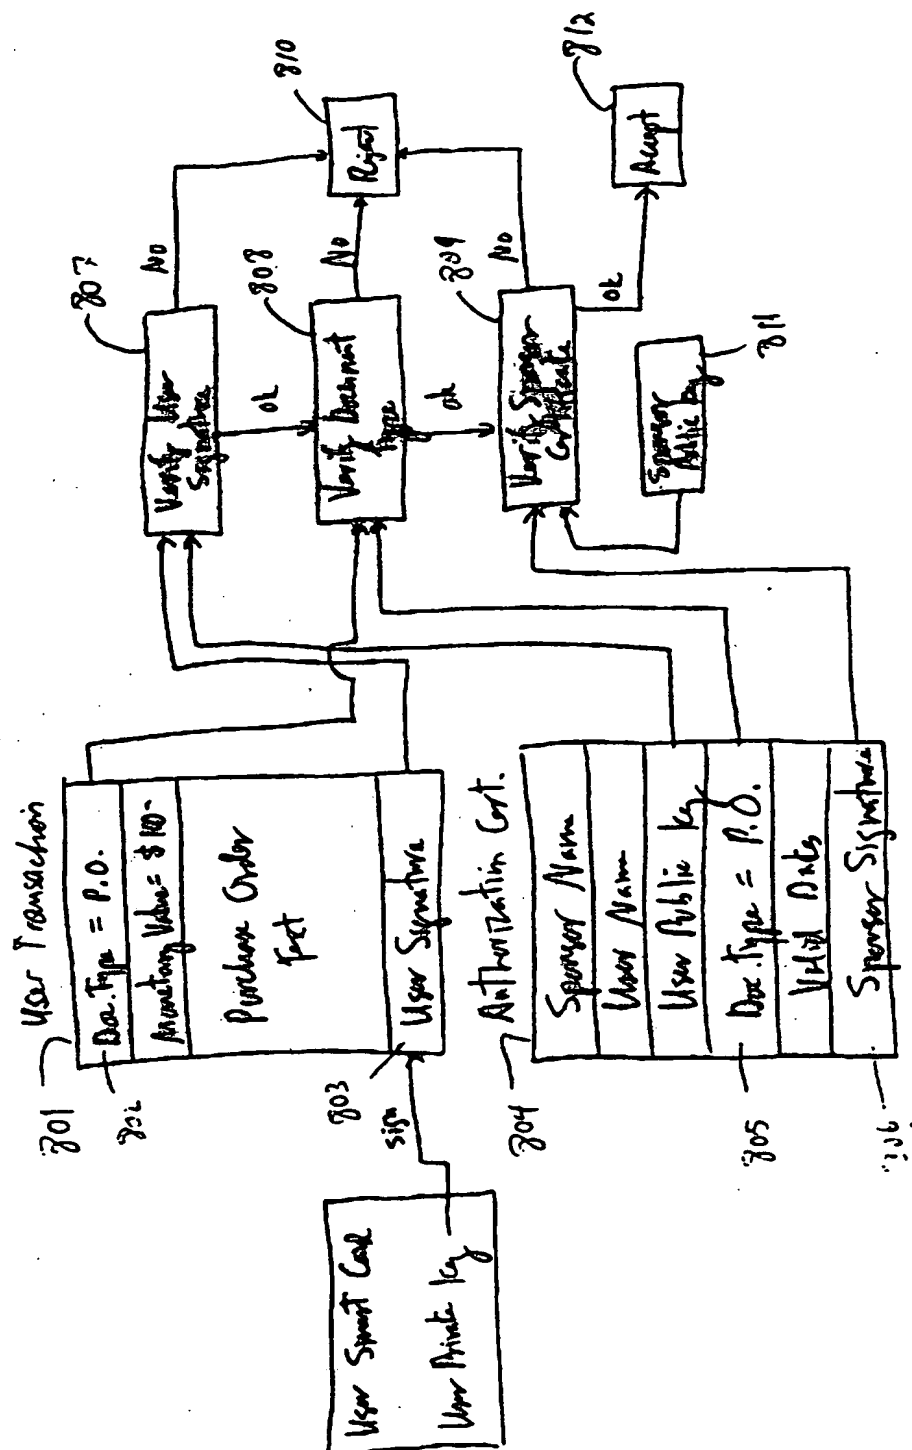 User Smart Card
User Private Key
sign
801
User Transaction
802
Doc. Type = P.O.
Monetary Value = $100-
Purchase Order
Text
803
User Signature
804
Authorization Cert.
Sponsor Name
User Name
User Public Key
805
Doc. Type = P.O.
Valid Dates
Sponsor Signature
807
Verify User
Signature
No
OK
808
Verify Document
Type
No
OK
809
Verify Sponsor
Certificate
No
OK
810
Reject
811
Sponsor
Public Key
812
Accept